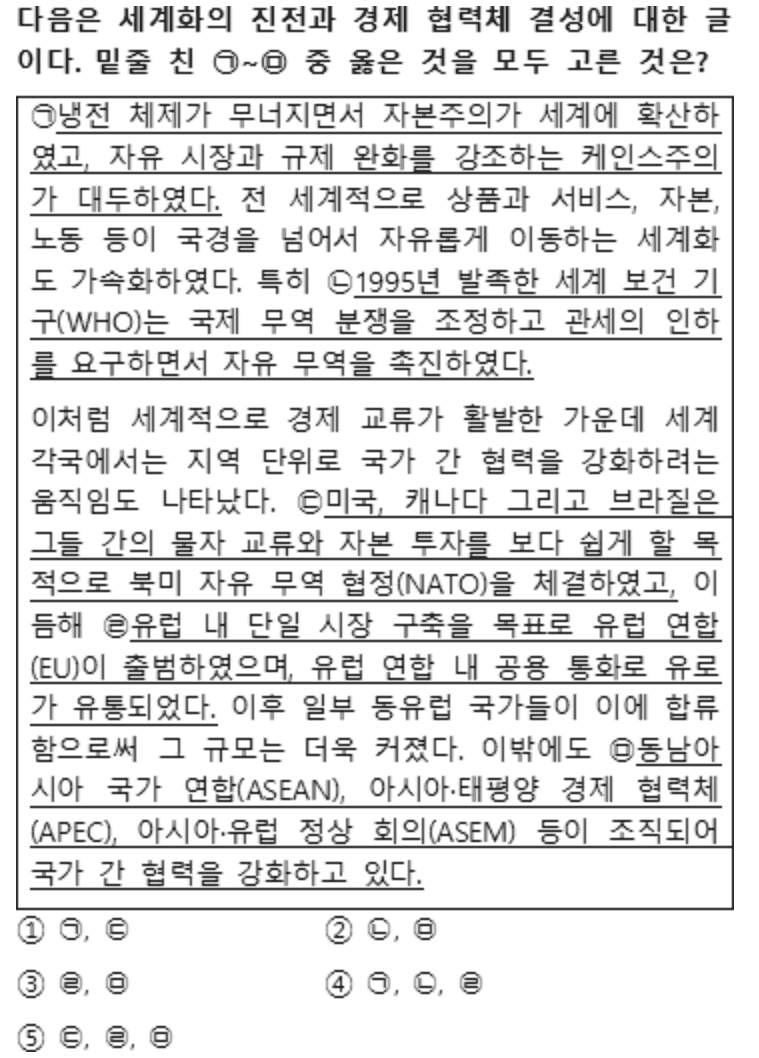 다음은 세계화의 진전과 경제 협력체 결성에 대한 글
이다. 밑줄 친 ㉠~㉤ 중 옳은 것을 모두 고른 것은?
㉠냉전 체제가 무너지면서 자본주의가 세계에 확산하
였고, 자유 시장과 규제 완화를 강조하는 케인스주의
가 대두하였다. 전 세계적으로 상품과 서비스, 자본,
노동 등이 국경을 넘어서 자유롭게 이동하는 세계화
도 가속화하였다. 특히 ㉡1995년 발족한 세계 보건 기
구(WHO)는 국제 무역 분쟁을 조정하고 관세의 인하
를 요구하면서 자유 무역을 촉진하였다.
이처럼 세계적으로 경제 교류가 활발한 가운데 세계
각국에서는 지역 단위로 국가 간 협력을 강화하려는
움직임도 나타났다. ㉢미국, 캐나다 그리고 브라질은
그들 간의 물자 교류와 자본 투자를 보다 쉽게 할 목
적으로 북미 자유 무역 협정(NATO)을 체결하였고, 이
듬해 ㉣유럽 내 단일 시장 구축을 목표로 유럽 연합
(EU)이 출범하였으며, 유럽 연합 내 공용 통화로 유로
가 유통되었다. 이후 일부 동유럽 국가들이 이에 합류
함으로써 그 규모는 더욱 커졌다. 이밖에도 ㉤동남아
시아 국가 연합(ASEAN), 아시아·태평양 경제 협력체
(APEC), 아시아·유럽 정상 회의(ASEM) 등이 조직되어
국가 간 협력을 강화하고 있다.
① ㉠, ㉢ ② ㉡, ㉤
③ ㉣, ㉤ ④ ㉠, ㉡, ㉣
⑤ ㉢, ㉣, ㉤